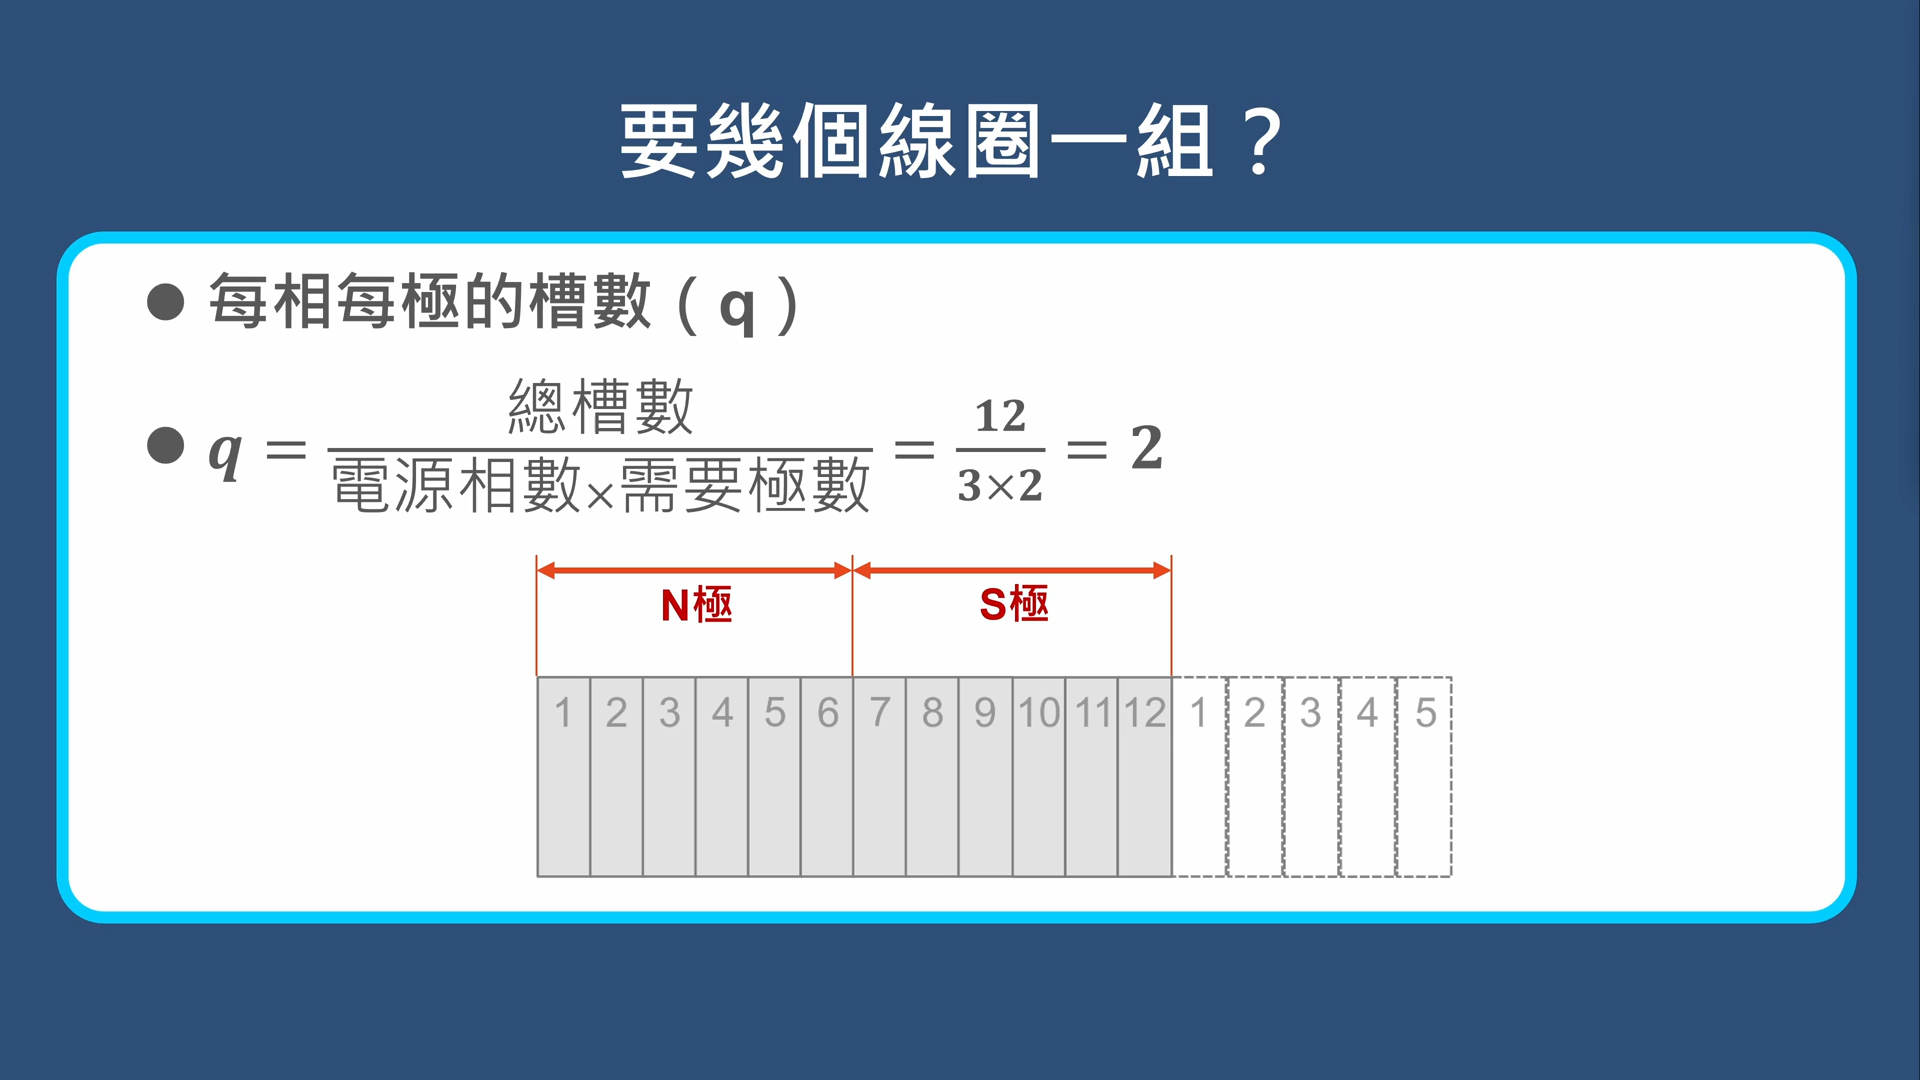 要幾個線圈一組？
● 每相每極的槽數（q）
● q = 總槽數 / 電源相數×需要極數 = 12 / 3×2 = 2
N極 S極
1 2 3 4 5 6 7 8 9 10 11 12 1 2 3 4 5